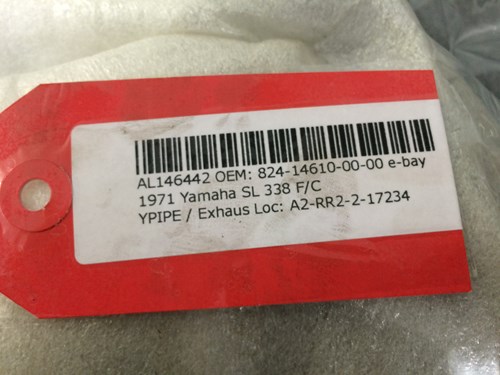 AL146442 OEM: 824-14610-00-00 e-bay
1971 Yamaha SL 338 F/C
YPIPE / Exhaus Loc: A2-RR2-2-17234